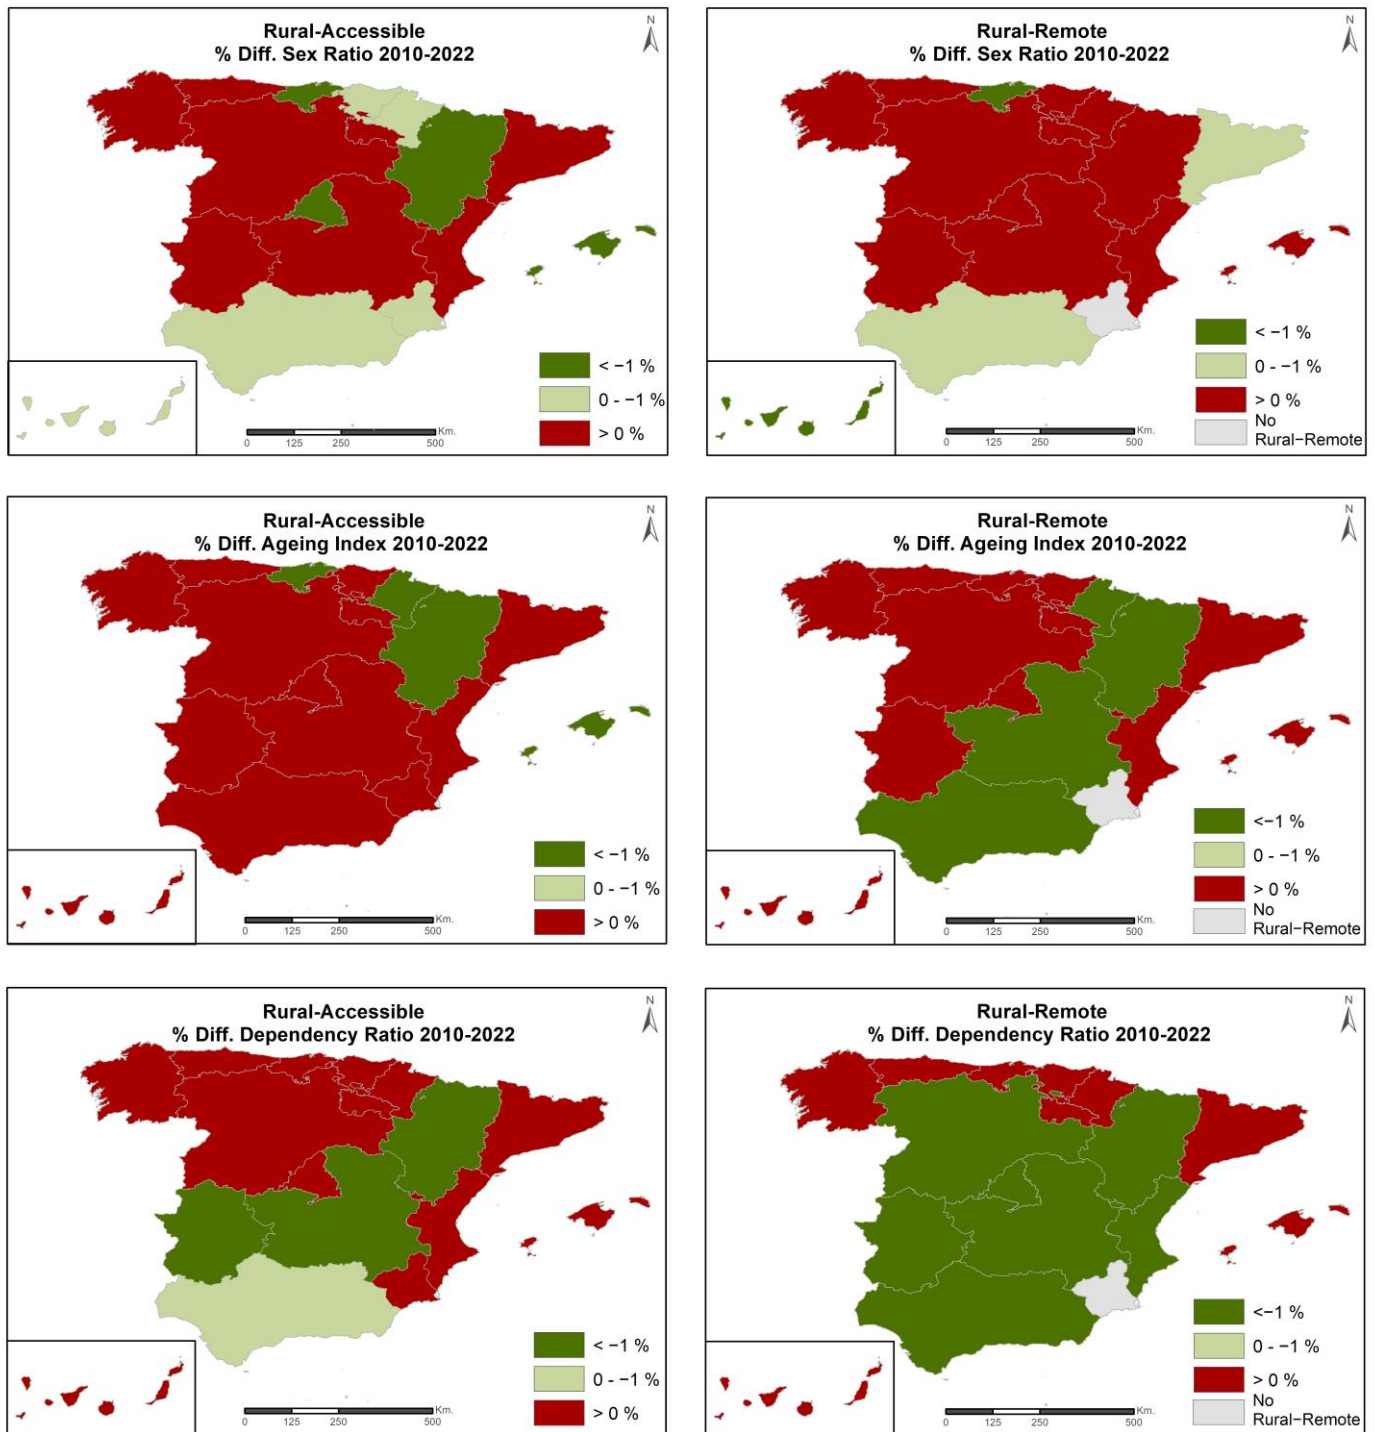 Rural-Accessible
% Diff. Sex Ratio 2010-2022
N
< −1 %
0 - −1 %
> 0 %
Km.
0 125 250 500
Rural-Remote
% Diff. Sex Ratio 2010-2022
N
< −1 %
0 - −1 %
> 0 %
No
Rural−Remote
Km.
0 125 250 500
Rural-Accessible
% Diff. Ageing Index 2010-2022
N
< −1 %
0 - −1 %
> 0 %
Km.
0 125 250 500
Rural-Remote
% Diff. Ageing Index 2010-2022
N
<−1 %
0 - −1 %
> 0 %
No
Rural−Remote
Km.
0 125 250 500
Rural-Accessible
% Diff. Dependency Ratio 2010-2022
N
< −1 %
0 - −1 %
> 0 %
Km.
0 125 250 500
Rural-Remote
% Diff. Dependency Ratio 2010-2022
N
<−1 %
0 - −1 %
> 0 %
No
Rural−Remote
Km.
0 125 250 500